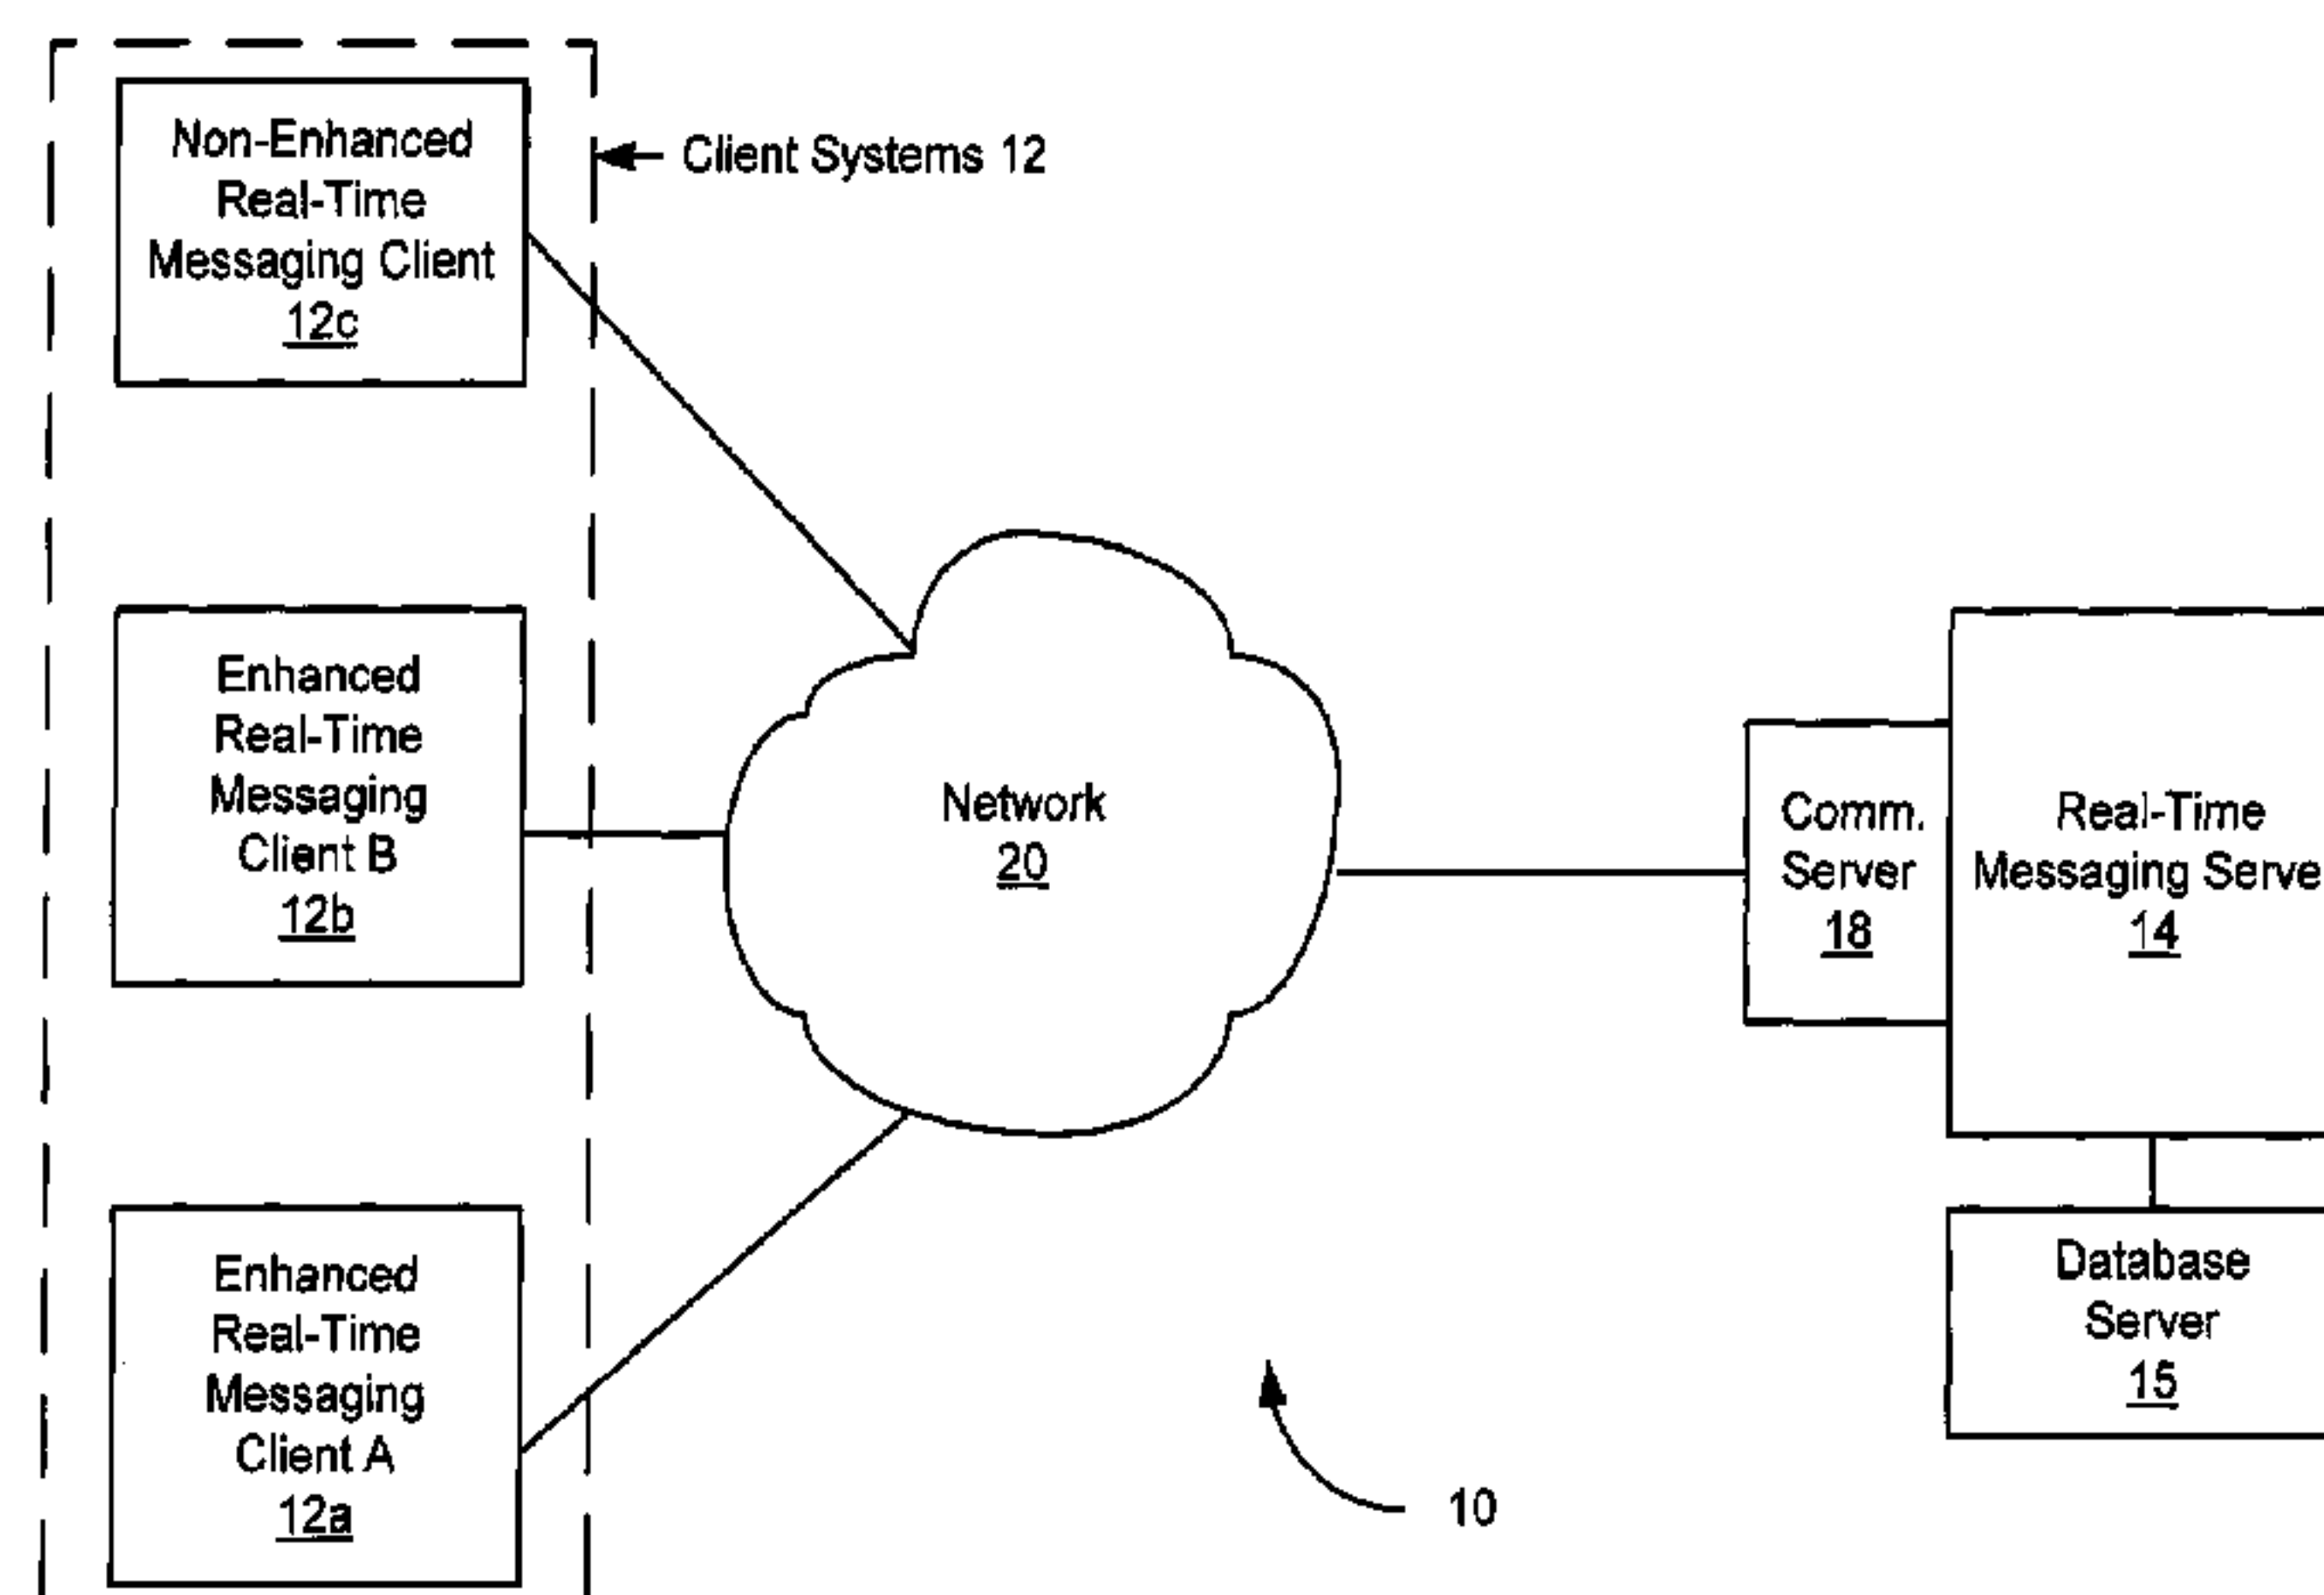 Non-Enhanced
Real-Time
Messaging Client
12c
Client Systems 12
Enhanced
Real-Time
Messaging
Client B
12b
Network
20
Comm.
Server
18
Real-Time
Messaging Serve
14
Enhanced
Real-Time
Messaging
Client A
12a
Database
Server
15
10